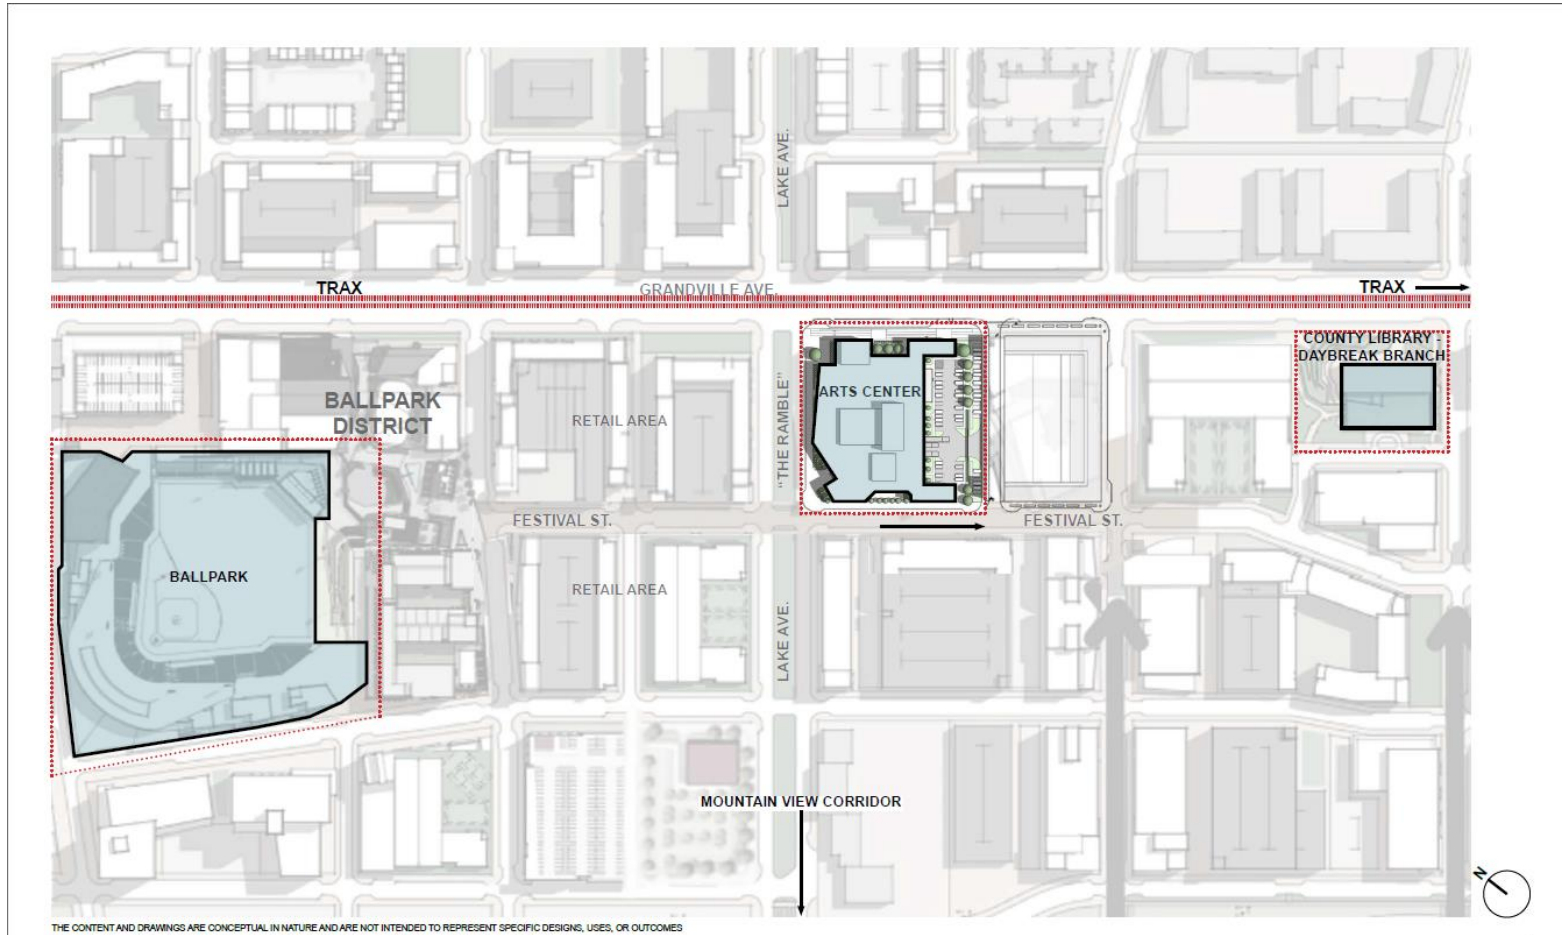 LAKE AVE.
TRAX
GRANDVILLE AVE.
TRAX
COUNTY LIBRARY -
DAYBREAK BRANCH
BALLPARK
DISTRICT
ARTS CENTER
RETAIL AREA
"THE RAMBLE"
FESTIVAL ST.
FESTIVAL ST.
BALLPARK
RETAIL AREA
LAKE AVE.
MOUNTAIN VIEW CORRIDOR
N
THE CONTENT AND DRAWINGS ARE CONCEPTUAL IN NATURE AND ARE NOT INTENDED TO REPRESENT SPECIFIC DESIGNS, USES, OR OUTCOMES